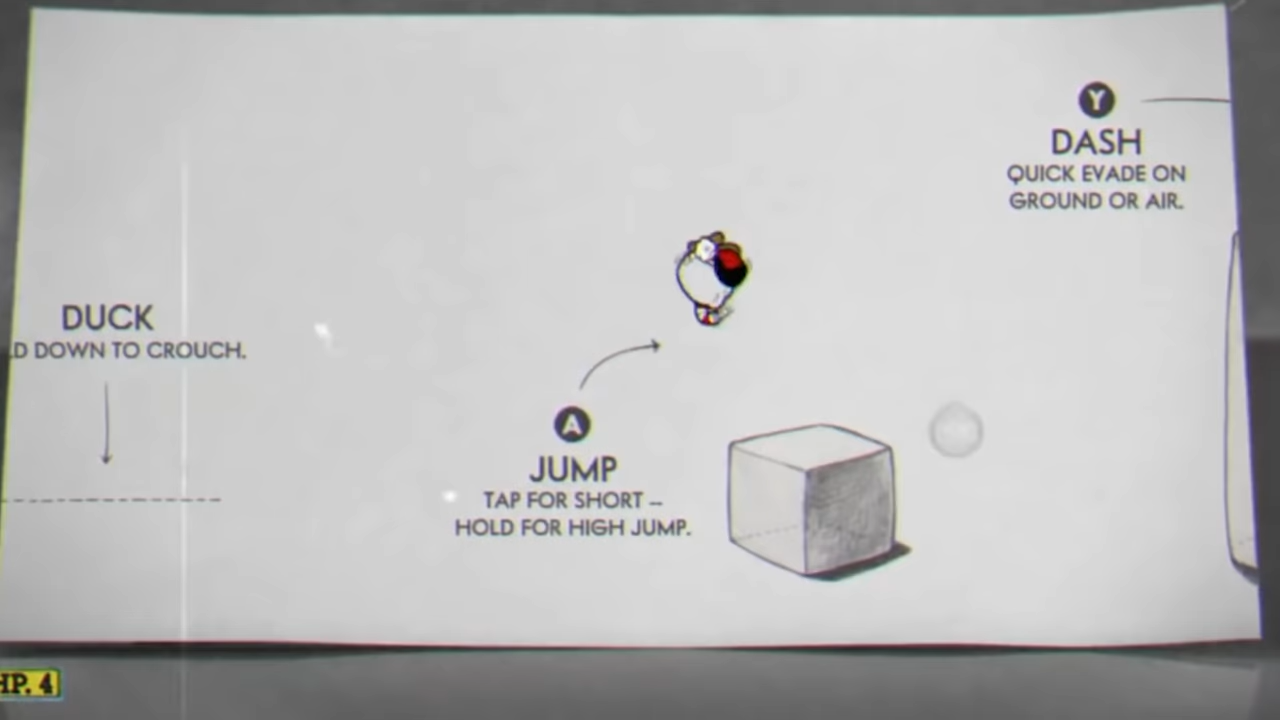 Y
DASH
QUICK EVADE ON
GROUND OR AIR.
DUCK
D DOWN TO CROUCH.
A
JUMP
TAP FOR SHORT –
HOLD FOR HIGH JUMP.
HP. 4